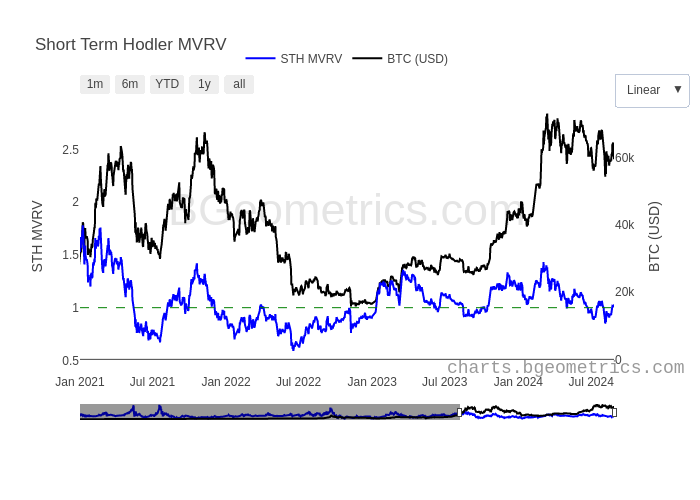 Short Term Hodler MVRV
STH MVRV BTC (USD)
1m 6m YTD 1y all
Linear ▼
2.5
2
1.5
1
0.5
STH MVRV
60k
40k
20k
0
BTC (USD)
BGeometrics.com
charts.bgeometrics.com
Jan 2021 Jul 2021 Jan 2022 Jul 2022 Jan 2023 Jul 2023 Jan 2024 Jul 2024